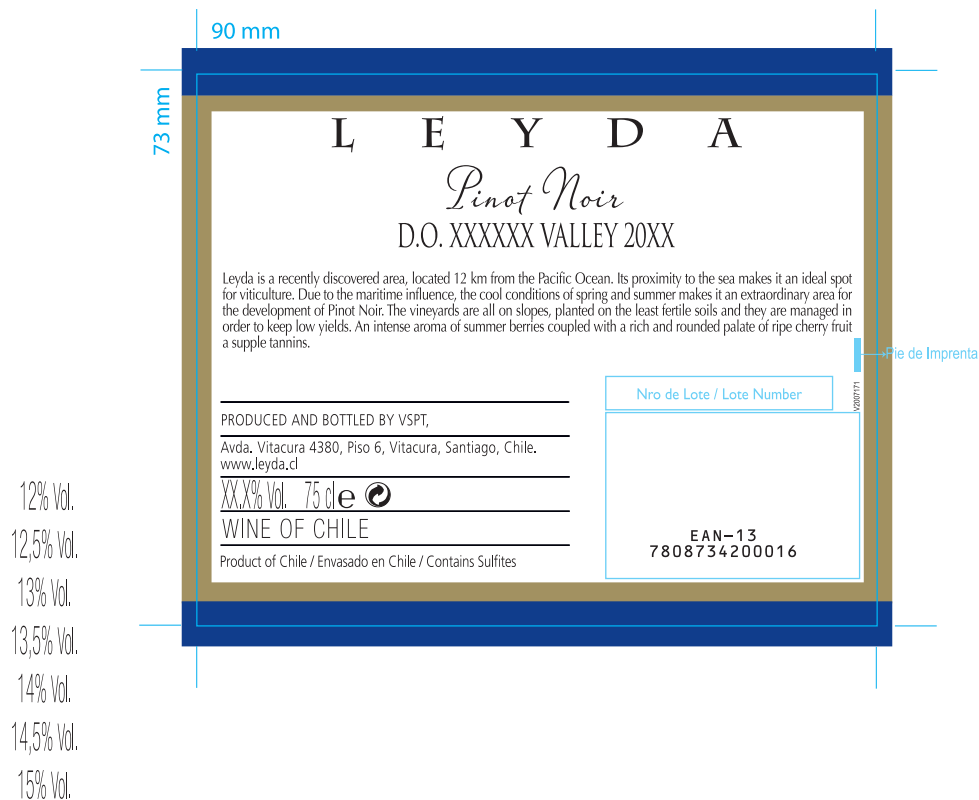 90 mm
73 mm
L E Y D A
Pinot Noir
D.O. XXXXXX VALLEY 20XX
Leyda is a recently discovered area, located 12 km from the Pacific Ocean. Its proximity to the sea makes it an ideal spot
for viticulture. Due to the maritime influence, the cool conditions of spring and summer makes it an extraordinary area for
the development of Pinot Noir. The vineyards are all on slopes, planted on the least fertile soils and they are managed in
order to keep low yields. An intense aroma of summer berries coupled with a rich and rounded palate of ripe cherry fruit
a supple tannins.
Pie de Imprenta
V2007171
Nro de Lote / Lote Number
PRODUCED AND BOTTLED BY VSPT,
Avda. Vitacura 4380, Piso 6, Vitacura, Santiago, Chile.
www.leyda.cl
XX,X% Vol. 75 cl e
WINE OF CHILE
Product of Chile / Envasado en Chile / Contains Sulfites
EAN-13
7808734200016
12% Vol.
12,5% Vol.
13% Vol.
13,5% Vol.
14% Vol.
14,5% Vol.
15% Vol.